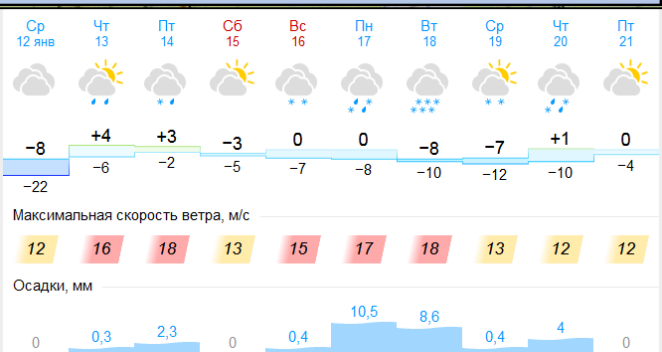 Ср Чт Пт Сб Вс Пн Вт Ср Чт Пт
12 янв 13 14 15 16 17 18 19 20 21
−8 +4 +3 −3 0 0 −8 −7 +1 0
−22 −6 −2 −5 −7 −8 −10 −12 −10 −4
Максимальная скорость ветра, м/с
12 16 18 13 15 17 18 13 12 12
Осадки, мм
0 0,3 2,3 0 0,4 10,5 8,6 0,4 4 0